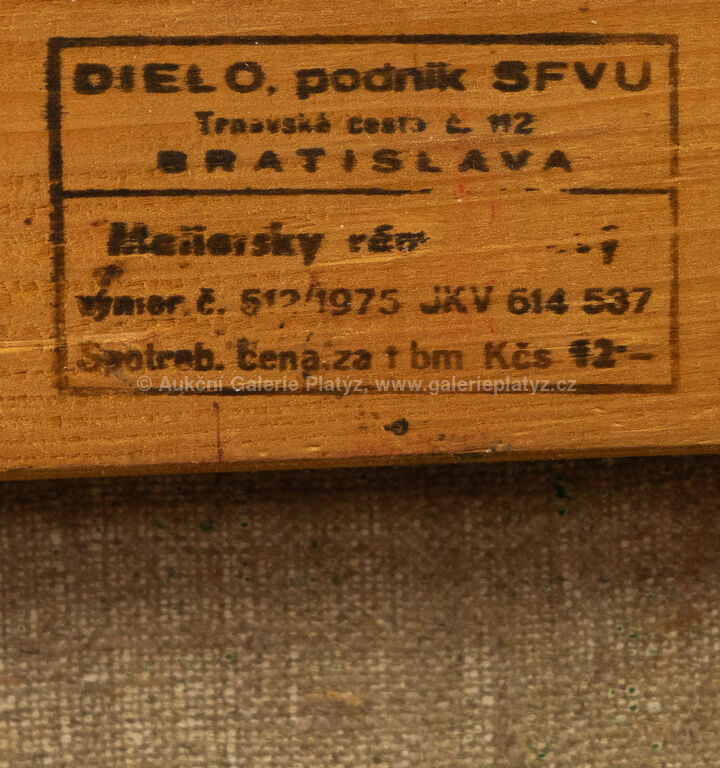 DIELO, podnik SFVU
Trnavská cesta č. 112
BRATISLAVA
Maliarsky rám
výmer. č. 512/1975 JKV 614 537
Spotreb. cena za 1 bm Kčs 12·—
© Aukční Galerie Platýz, www.galerieplatyz.cz